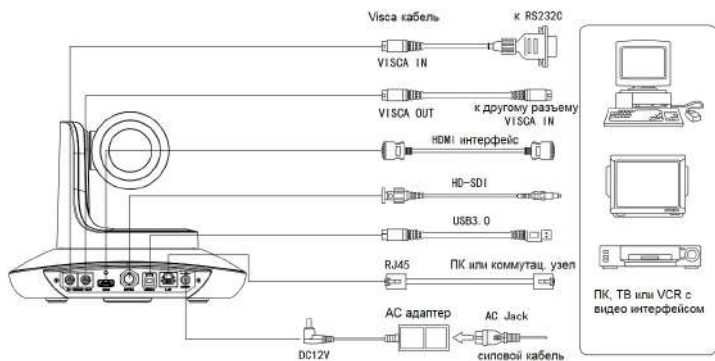 Visca кабель
к RS232C
VISCA IN
VISCA OUT
к другому разъему
VISCA IN
HDMI интерфейс
HD-SDI
USB3.0
RJ45
ПК или коммутац. узел
AC адаптер
AC Jack
DC12V
силовой кабель
ПК, ТВ или VCR с
видео интерфейсом